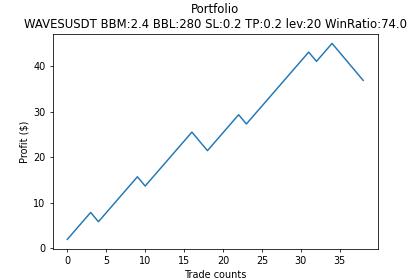 Portfolio
WAVESUSDT BBM:2.4 BBL:280 SL:0.2 TP:0.2 lev:20 WinRatio:74.0
40
30
20
10
0
Profit ($)
0 5 10 15 20 25 30 35
Trade counts